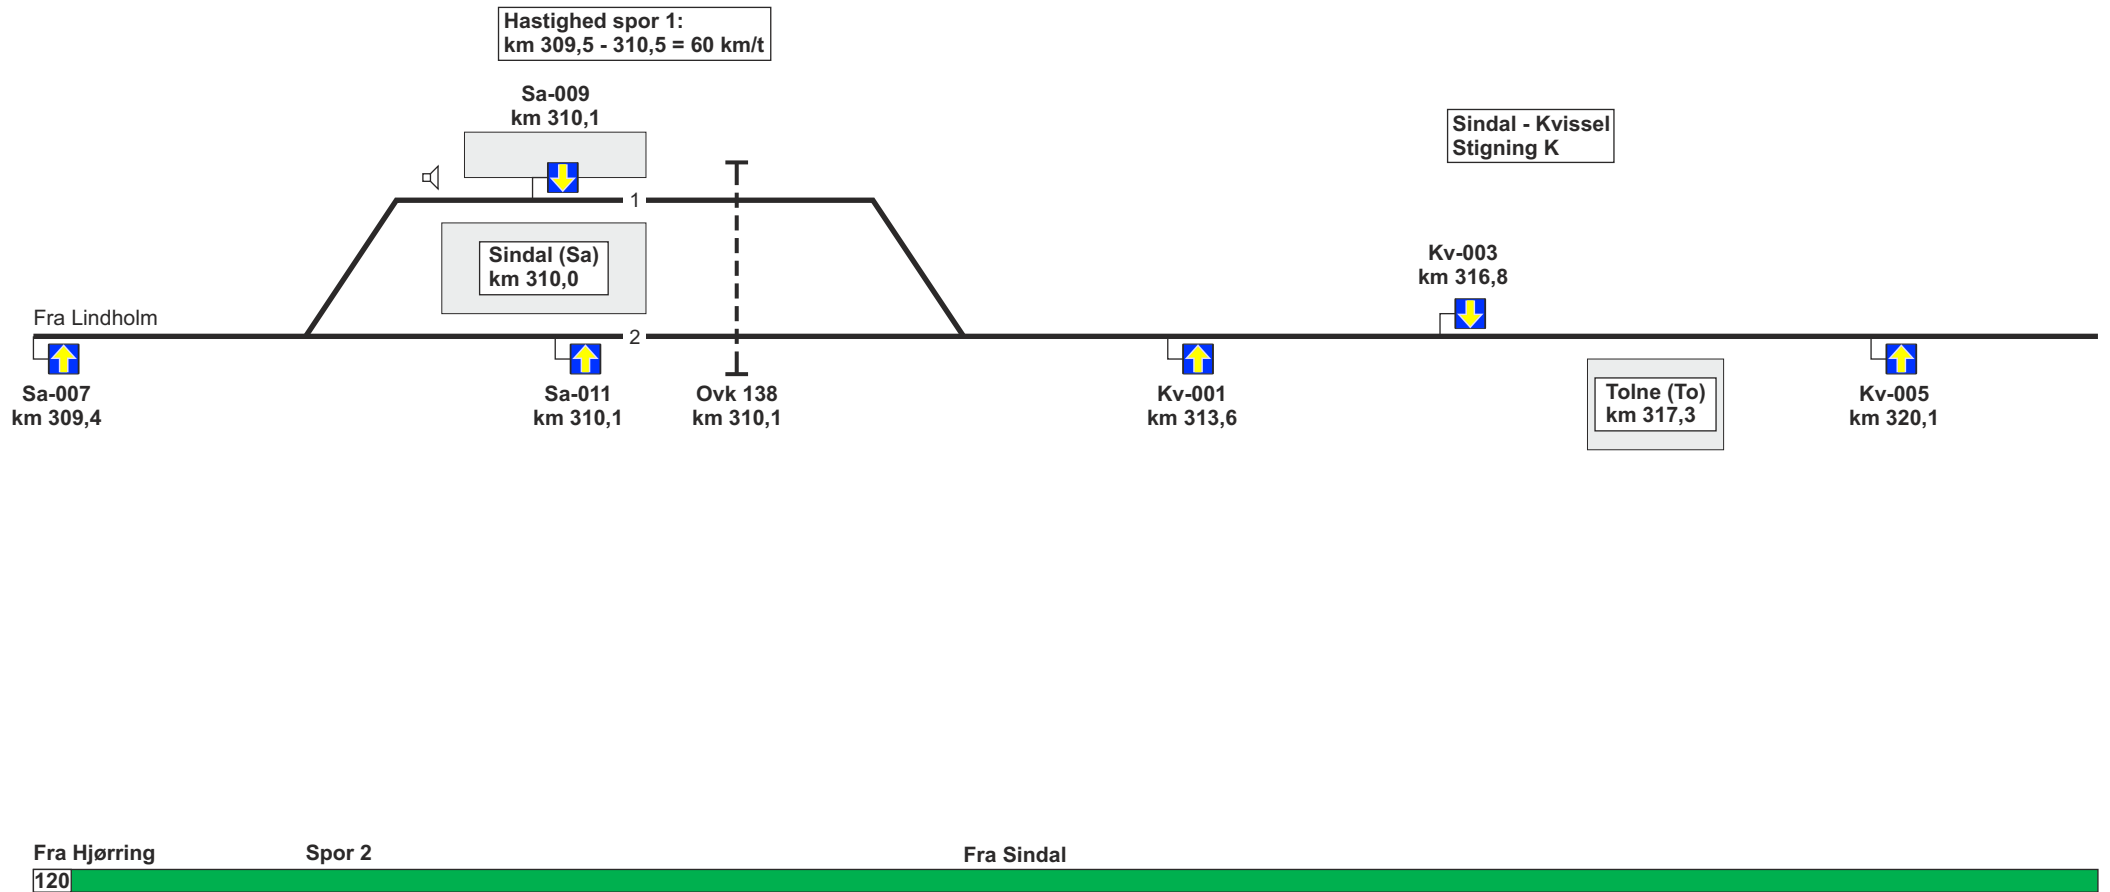 Hastighed spor 1:
km 309,5 - 310,5 = 60 km/t
Sa-009
km 310,1
Sindal - Kvissel
Stigning K
1
Sindal (Sa)
km 310,0
Kv-003
km 316,8
Fra Lindholm
2
Sa-007
km 309,4
Sa-011
km 310,1
Ovk 138
km 310,1
Kv-001
km 313,6
Tolne (To)
km 317,3
Kv-005
km 320,1
Fra Hjørring
Spor 2
Fra Sindal
120